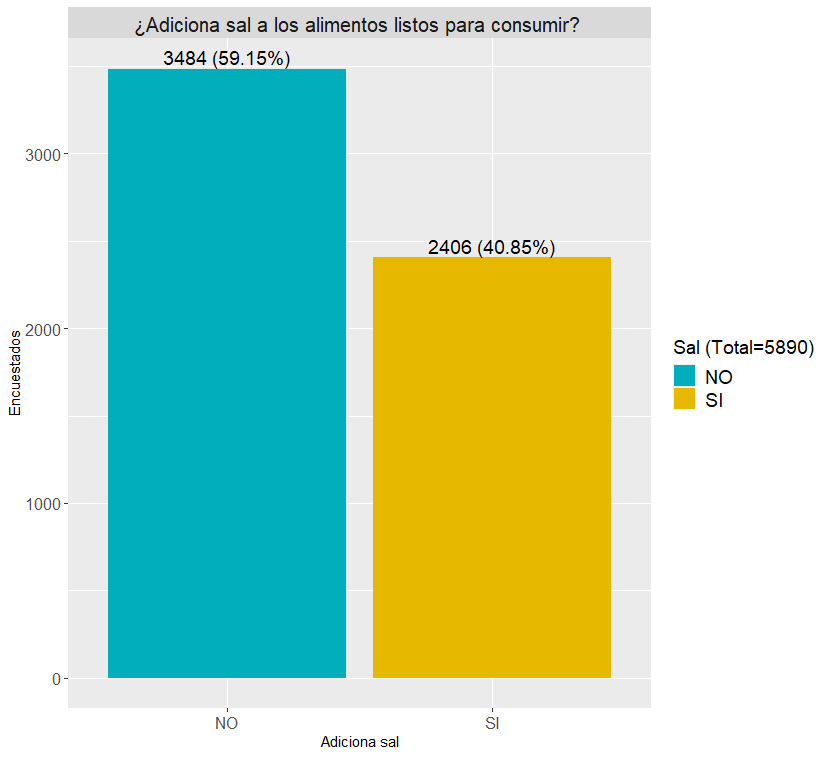 ¿Adiciona sal a los alimentos listos para consumir?
3484 (59.15%)
2406 (40.85%)
3000
2000
1000
0
Encuestados
NO
SI
Adiciona sal
Sal (Total=5890)
NO
SI